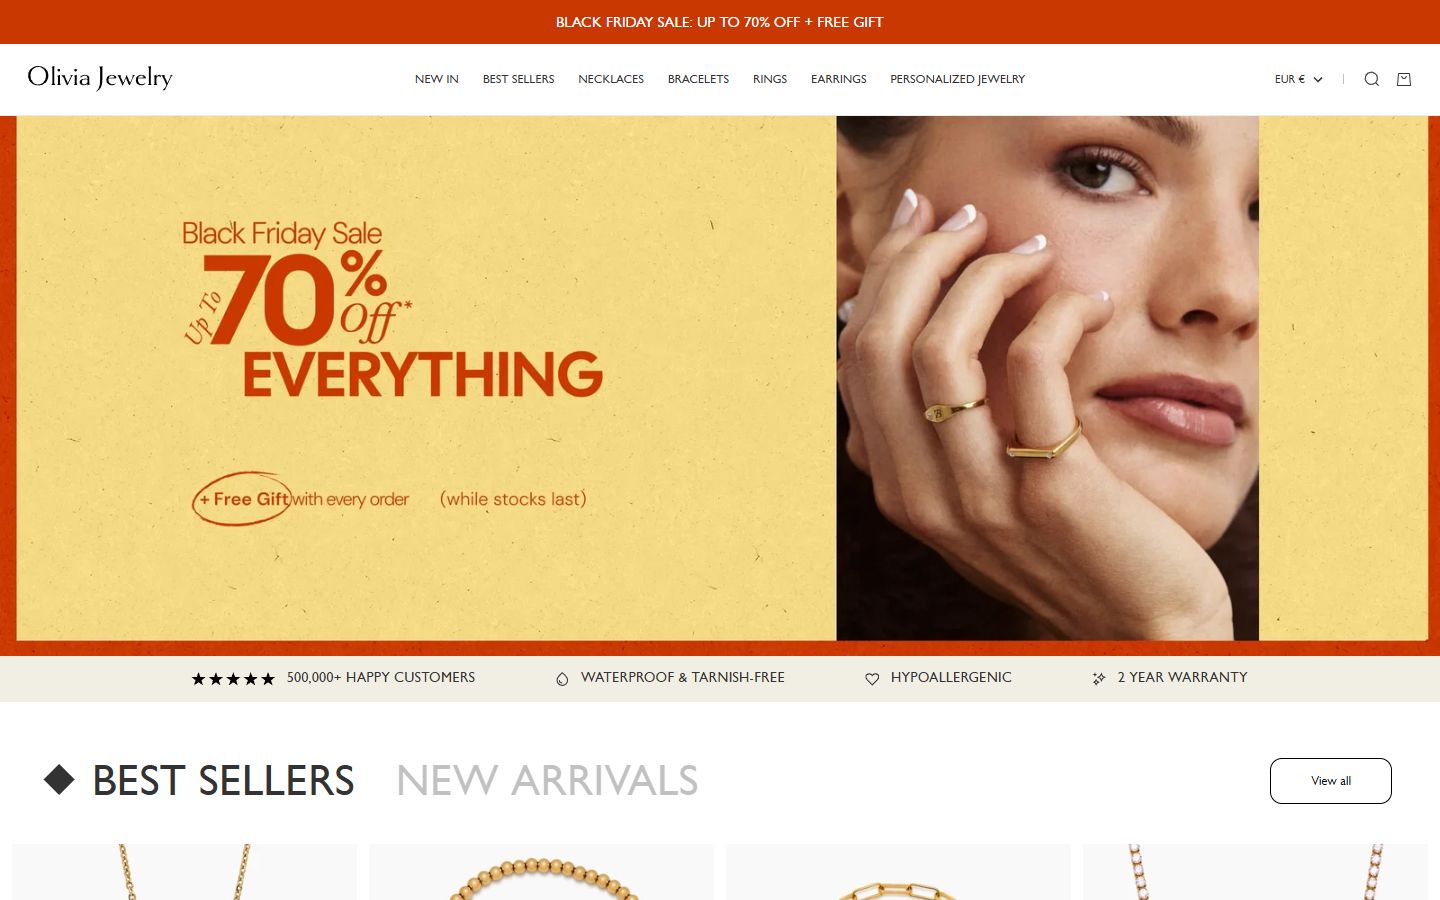 BLACK FRIDAY SALE: UP TO 70% OFF + FREE GIFT
Olivia Jewelry
NEW IN
BEST SELLERS
NECKLACES
BRACELETS
RINGS
EARRINGS
PERSONALIZED JEWELRY
EUR €
Black Friday Sale
Up To 70% Off*
EVERYTHING
+ Free Gift with every order (while stocks last)
500,000+ HAPPY CUSTOMERS
WATERPROOF & TARNISH-FREE
HYPOALLERGENIC
2 YEAR WARRANTY
BEST SELLERS
NEW ARRIVALS
View all